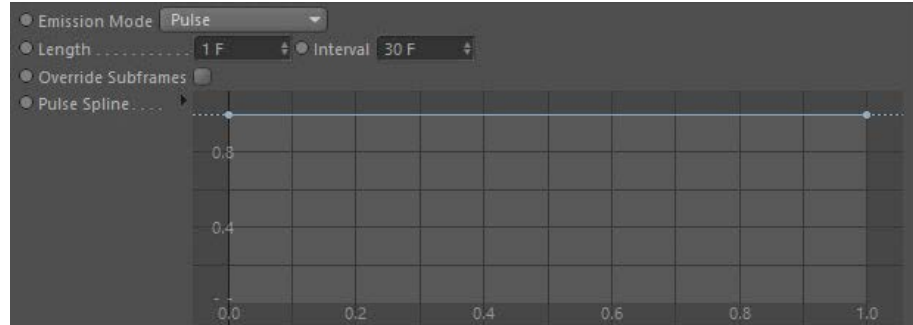 Emission Mode Pulse
Length . . . . . . . . . . . 1 F Interval 30 F
Override Subframes
Pulse Spline. . . .
0.8
0.4
0.0 0.2 0.4 0.6 0.8 1.0